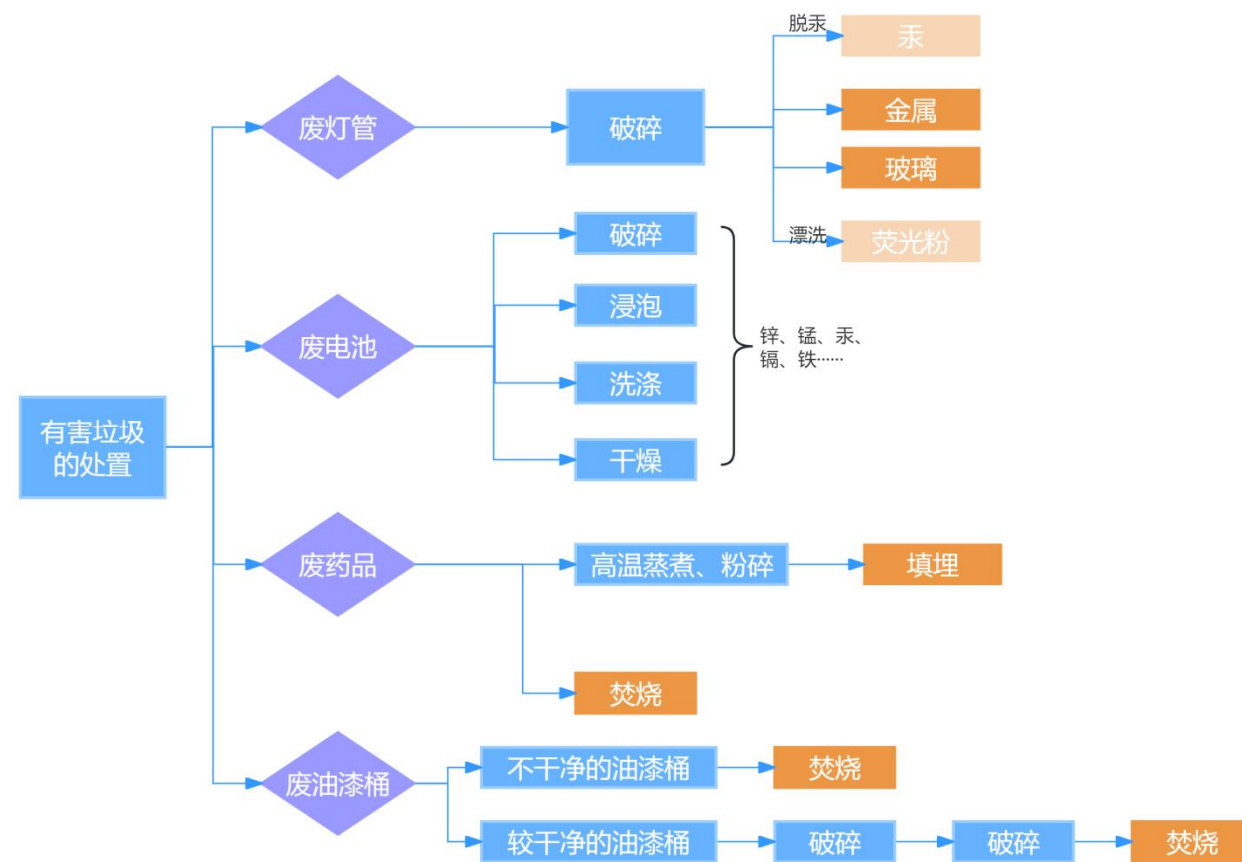 脱汞
汞
废灯管
破碎
金属
玻璃
漂洗
荧光粉
废电池
破碎
浸泡
洗涤
干燥
锌、锰、汞、
镉、铁······
有害垃圾
的处置
废药品
高温蒸煮、粉碎
填埋
焚烧
废油漆桶
不干净的油漆桶
焚烧
较干净的油漆桶
破碎
破碎
焚烧